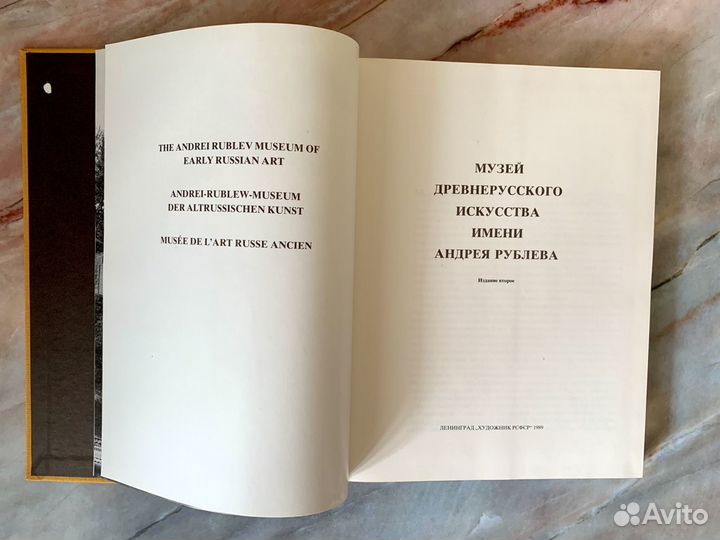 THE ANDREI RUBLEV MUSEUM OF
EARLY RUSSIAN ART
ANDREI-RUBLEW-MUSEUM
DER ALTRUSSISCHEN KUNST
MUSÉE DE L'ART RUSSE ANCIEN
МУЗЕЙ
ДРЕВНЕРУССКОГО
ИСКУССТВА
ИМЕНИ
АНДРЕЯ РУБЛЕВА
Издание второе
ЛЕНИНГРАД „ХУДОЖНИК РСФСР“ 1989
Avito